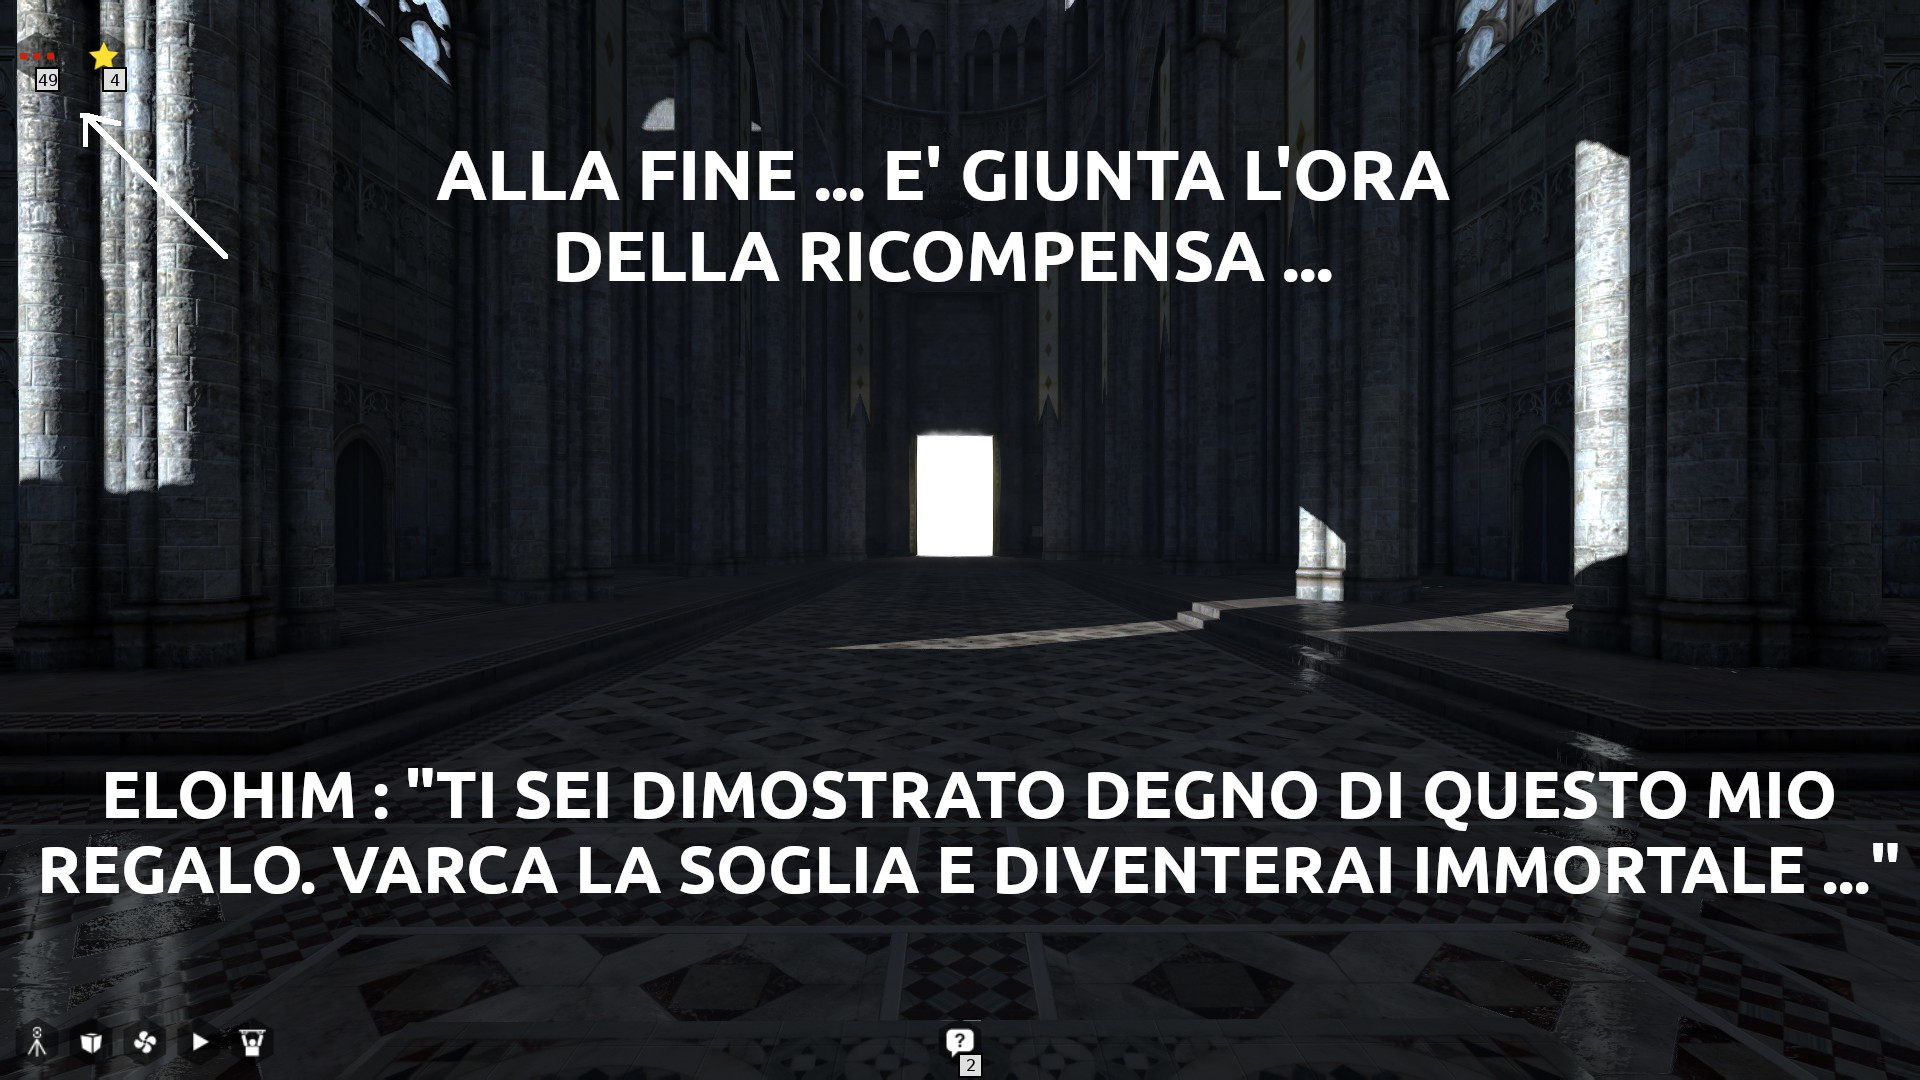 49
4
ALLA FINE ... E' GIUNTA L'ORA
DELLA RICOMPENSA ...
ELOHIM : "TI SEI DIMOSTRATO DEGNO DI QUESTO MIO
REGALO. VARCA LA SOGLIA E DIVENTERAI IMMORTALE ..."
?
2